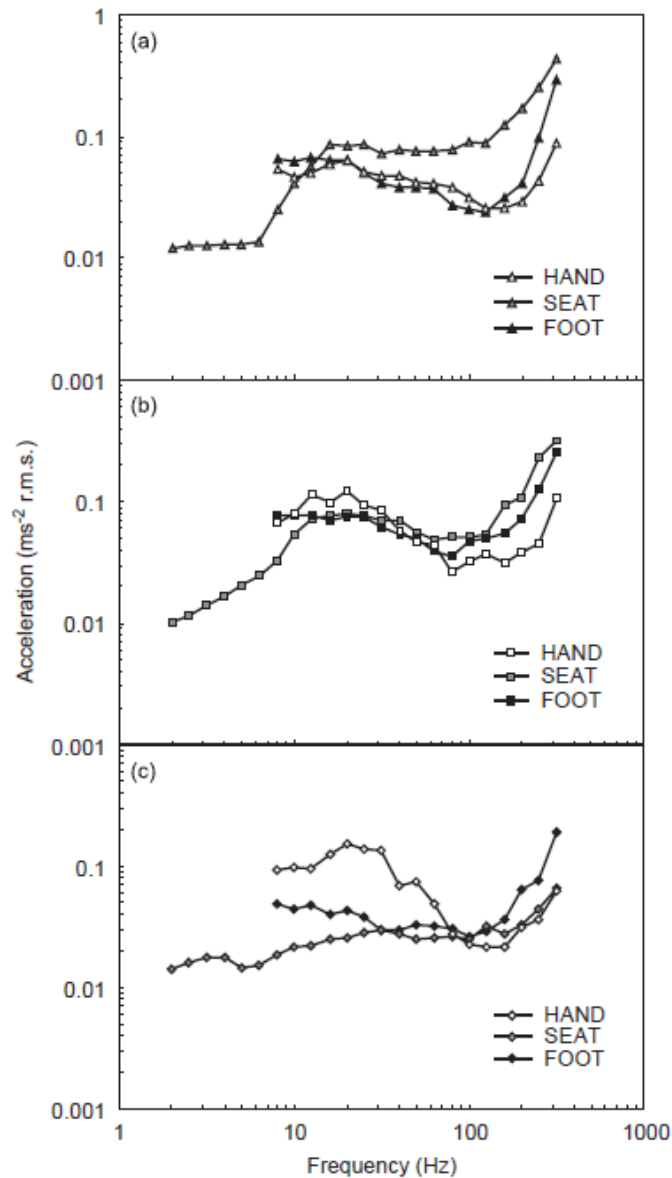 1
(a)
0.1
0.01
HAND
SEAT
FOOT
0.001
(b)
0.1
Acceleration (ms-2 r.m.s.)
0.01
HAND
SEAT
FOOT
0.001
(c)
0.1
0.01
HAND
SEAT
FOOT
0.001
1 10 100 1000
Frequency (Hz)